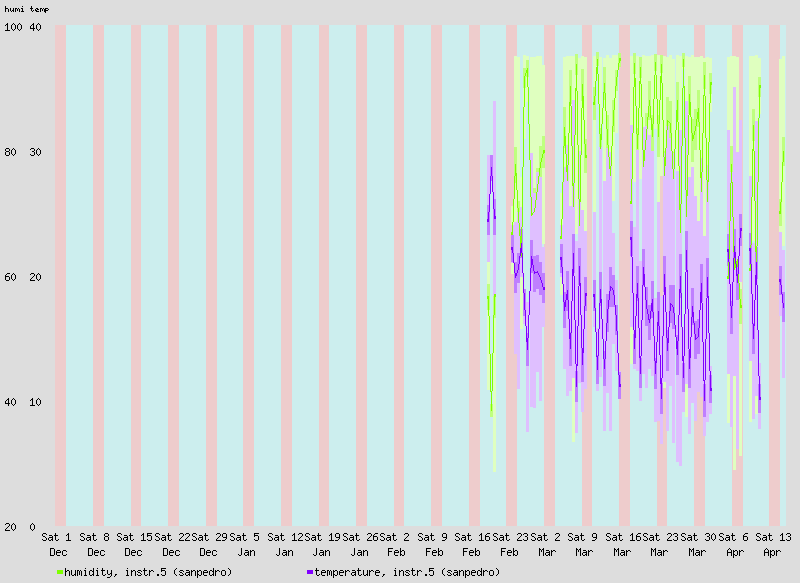 humi temp
100 40
80 30
60 20
40 10
20 0
Sat 1 Sat 8 Sat 15 Sat 22 Sat 29 Sat 5 Sat 12 Sat 19 Sat 26 Sat 2 Sat 9 Sat 16 Sat 23 Sat 2 Sat 9 Sat 16 Sat 23 Sat 30 Sat 6 Sat 13
Dec Dec Dec Dec Dec Jan Jan Jan Jan Feb Feb Feb Feb Mar Mar Mar Mar Mar Apr Apr
humidity, instr.5 (sanpedro) temperature, instr.5 (sanpedro)